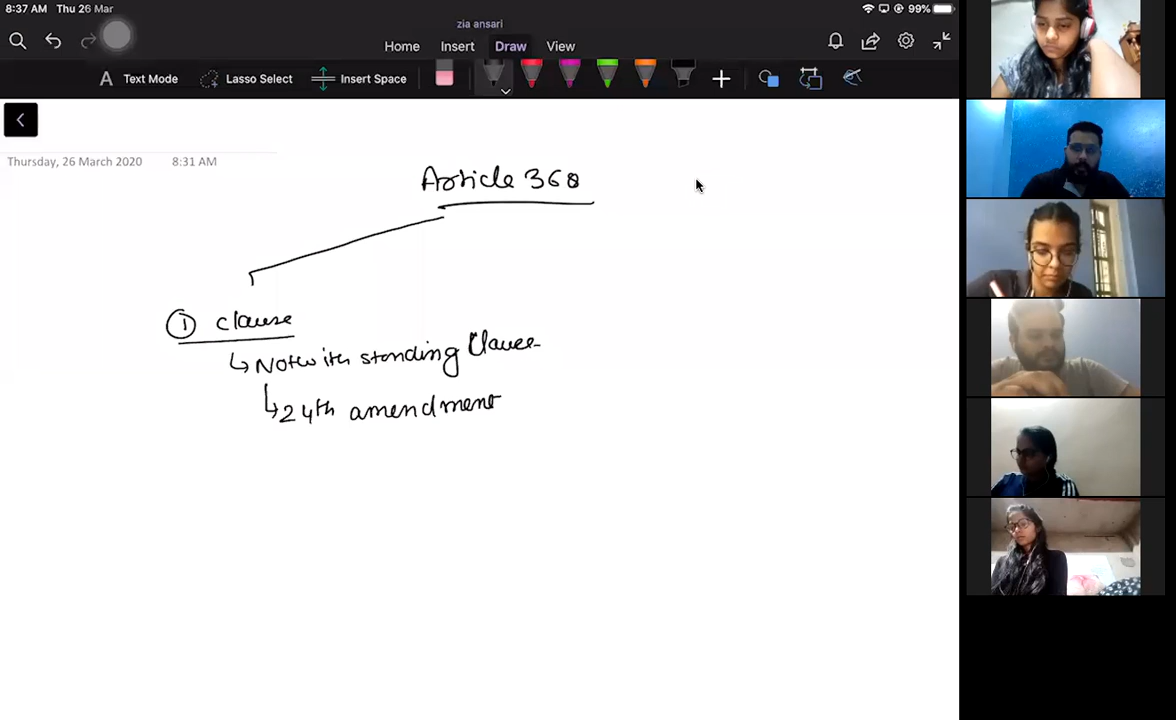 8:37 AM Thu 26 Mar
99%
zia ansari
Home Insert Draw View
Text Mode Lasso Select Insert Space
Thursday, 26 March 2020 8:31 AM
Article 368
1 clause
Notwithstanding Clause
24th amendment